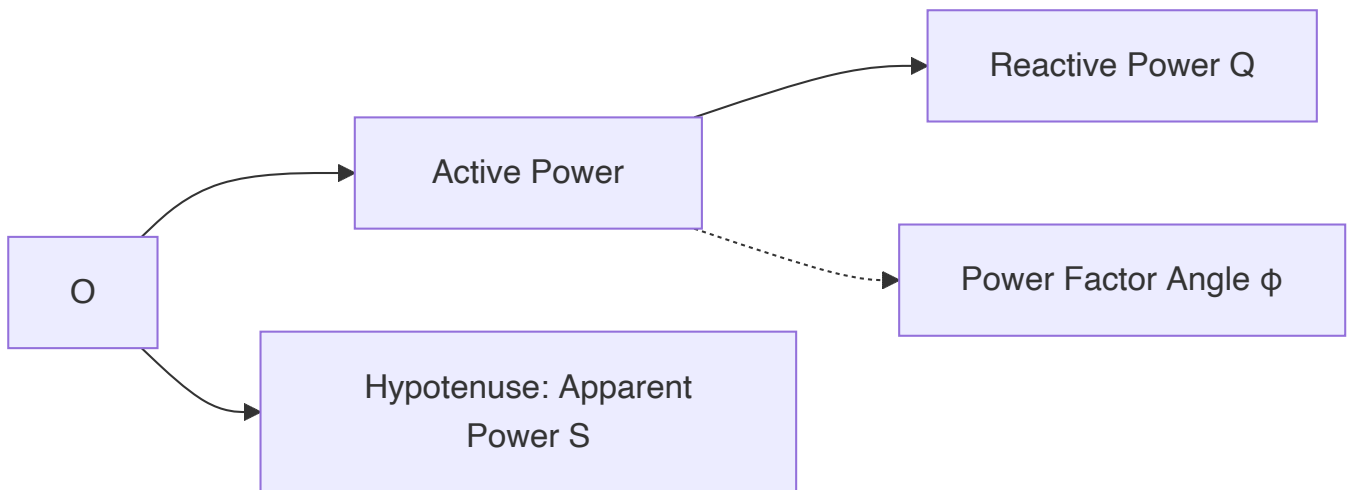 Reactive Power Q
Active Power
Power Factor Angle φ
O
Hypotenuse: Apparent
Power S